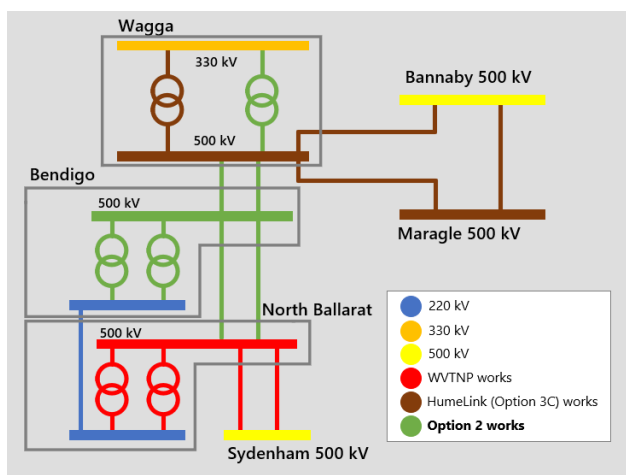 Wagga
330 kV
Bannaby 500 kV
500 kV
Bendigo
500 kV
Maragle 500 kV
North Ballarat
500 kV
Sydenham 500 kV
220 kV
330 kV
500 kV
WVTNP works
HumeLink (Option 3C) works
Option 2 works